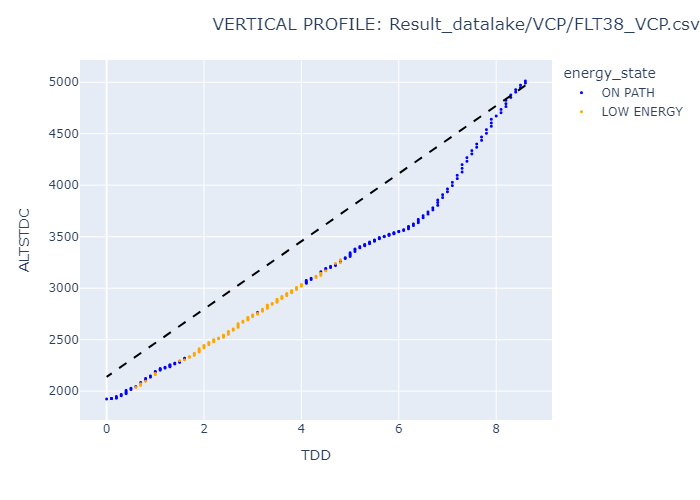 VERTICAL PROFILE: Result_datalake/VCP/FLT38_VCP.csv
energy_state
ON PATH
LOW ENERGY
ALTSTDC
5000
4500
4000
3500
3000
2500
2000
0 2 4 6 8
TDD